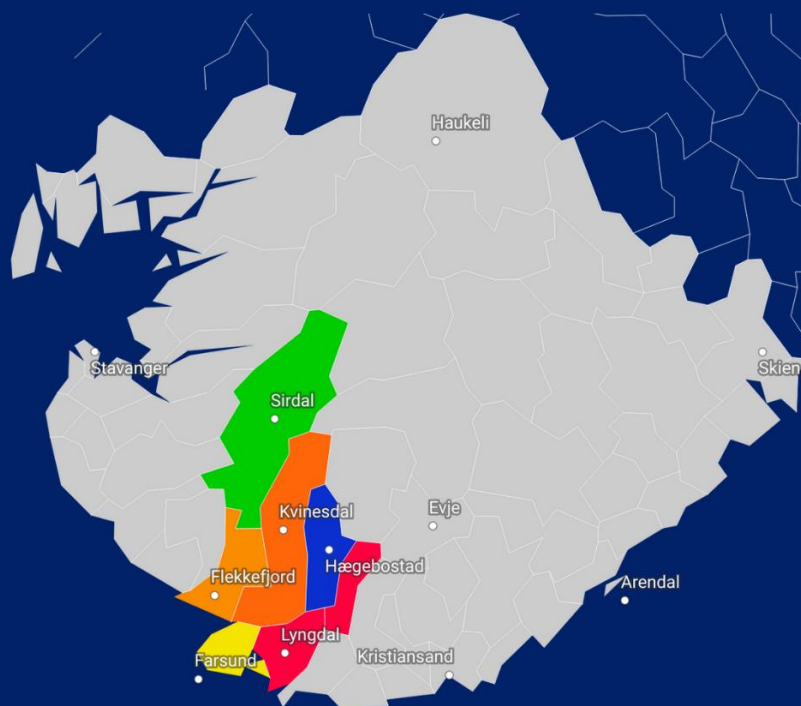 Haukeli
Stavanger
Skien
Sirdal
Kvinesdal
Evje
Hægebostad
Flekkefjord
Arendal
Lyngdal
Kristiansand
Farsund